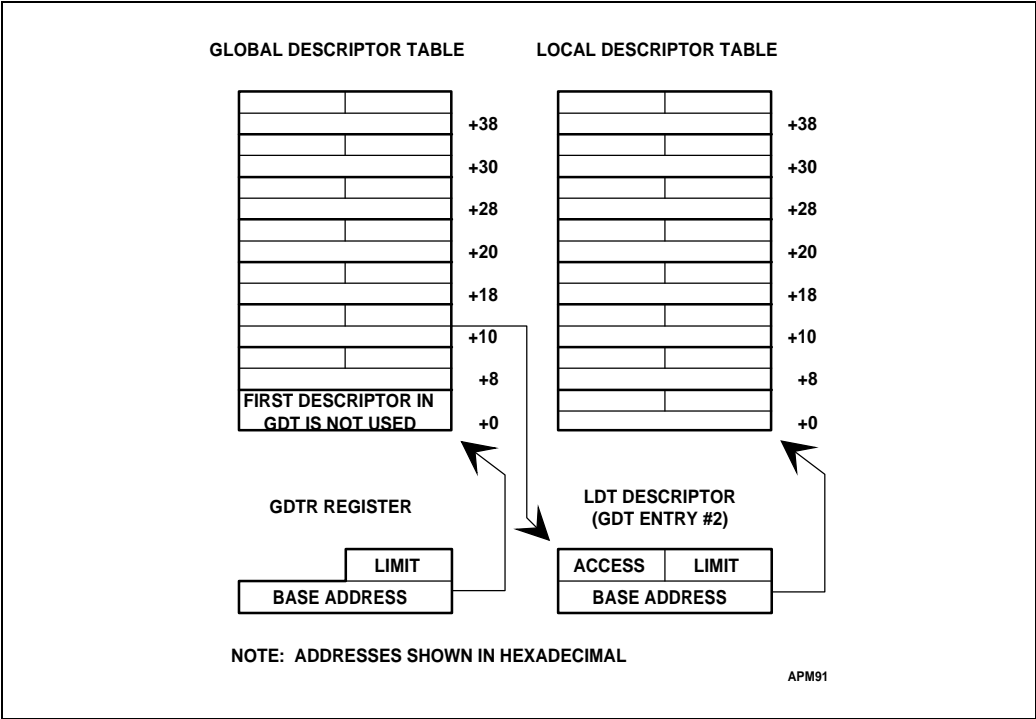 GLOBAL DESCRIPTOR TABLE
LOCAL DESCRIPTOR TABLE
+38
+30
+28
+20
+18
+10
+8
FIRST DESCRIPTOR IN
GDT IS NOT USED
+0
+38
+30
+28
+20
+18
+10
+8
+0
GDTR REGISTER
LIMIT
BASE ADDRESS
LDT DESCRIPTOR
(GDT ENTRY #2)
ACCESS LIMIT
BASE ADDRESS
NOTE: ADDRESSES SHOWN IN HEXADECIMAL
APM91